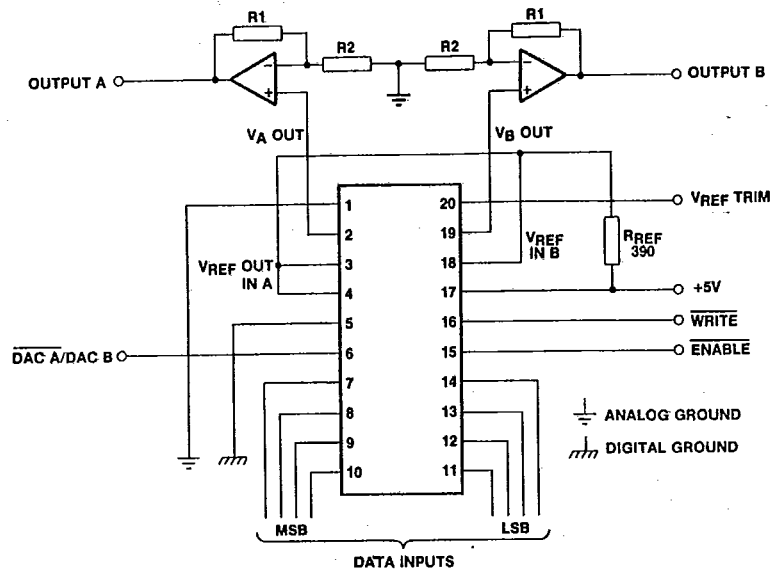 R1
R1
R2
R2
−
−
+
+
OUTPUT A
OUTPUT B
VA OUT
VB OUT
1
20
VREF TRIM
2
19
VREF OUT
IN A
3
18
VREF
IN B
RREF
390
4
17
+5V
5
16
WRITE
DAC A/DAC B
6
15
ENABLE
7
14
8
13
ANALOG GROUND
9
12
DIGITAL GROUND
10
11
MSB
LSB
DATA INPUTS